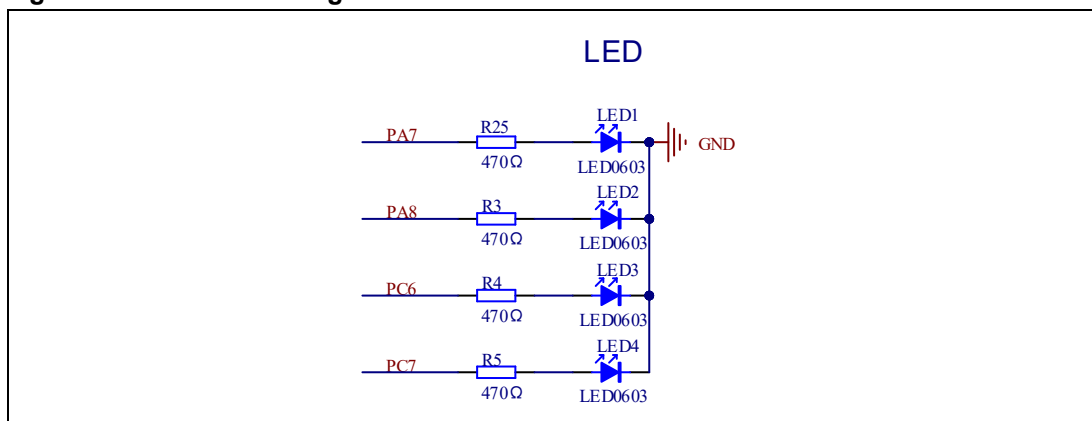 LED
LED1
PA7
R25
GND
470Ω
LED0603
LED2
PA8
R3
470Ω
LED0603
LED3
PC6
R4
470Ω
LED0603
LED4
PC7
R5
470Ω
LED0603